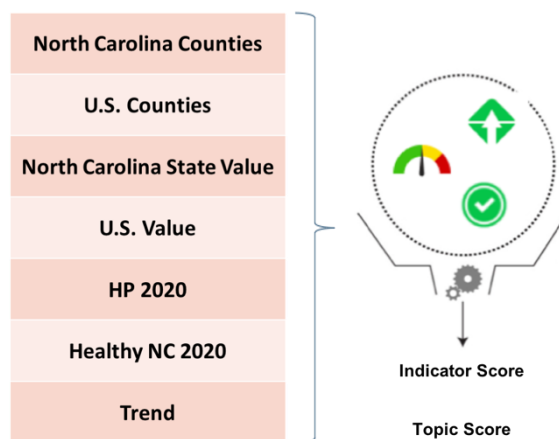 North Carolina Counties
U.S. Counties
North Carolina State Value
U.S. Value
HP 2020
Healthy NC 2020
Trend
Indicator Score
Topic Score